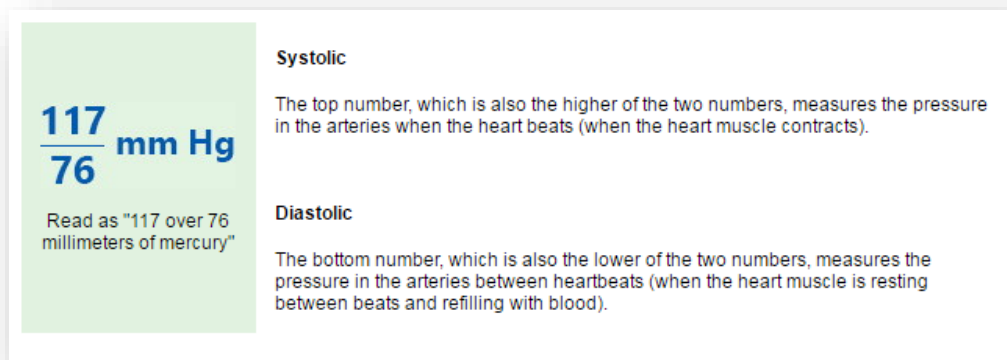 117
76
mm Hg
Read as "117 over 76
millimeters of mercury"
Systolic
The top number, which is also the higher of the two numbers, measures the pressure
in the arteries when the heart beats (when the heart muscle contracts).
Diastolic
The bottom number, which is also the lower of the two numbers, measures the
pressure in the arteries between heartbeats (when the heart muscle is resting
between beats and refilling with blood).